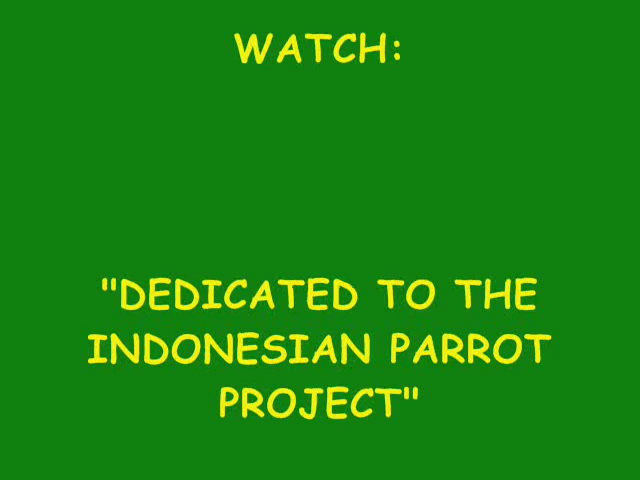 WATCH:
"DEDICATED TO THE
INDONESIAN PARROT
PROJECT"